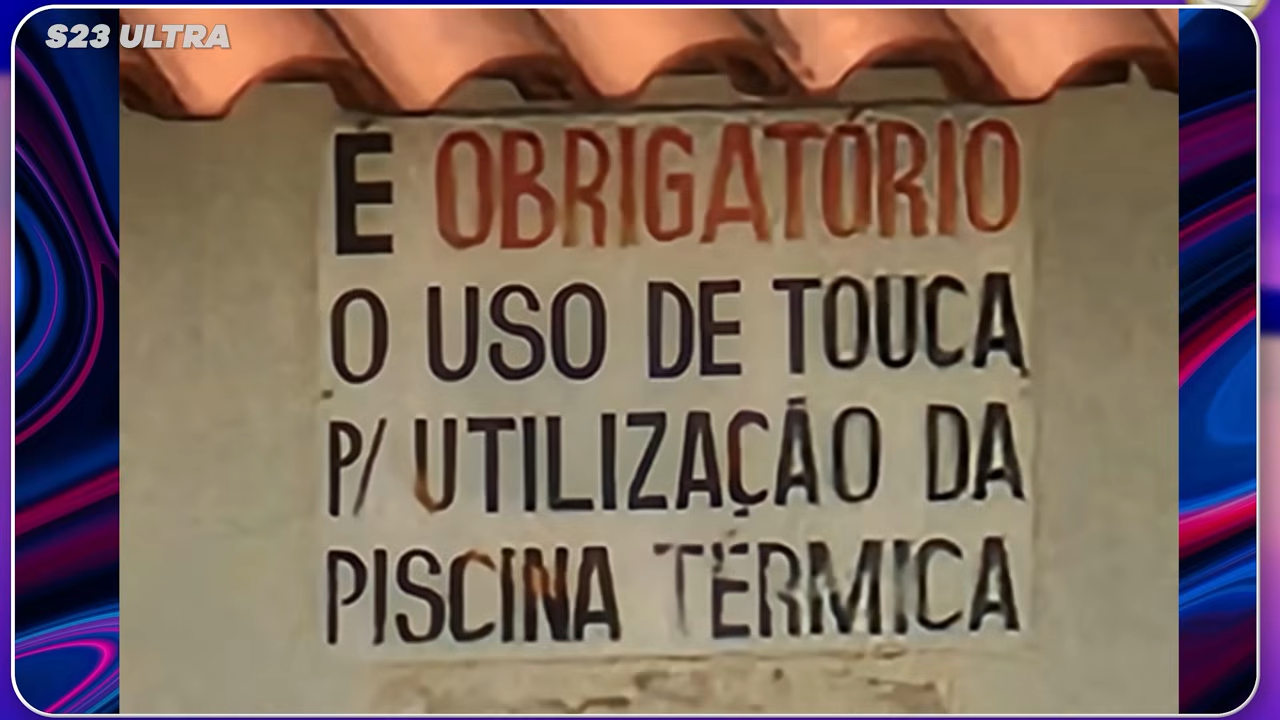 S23 ULTRA
É OBRIGATÓRIO
O USO DE TOUCA
P/ UTILIZAÇÃO DA
PISCINA TÉRMICA